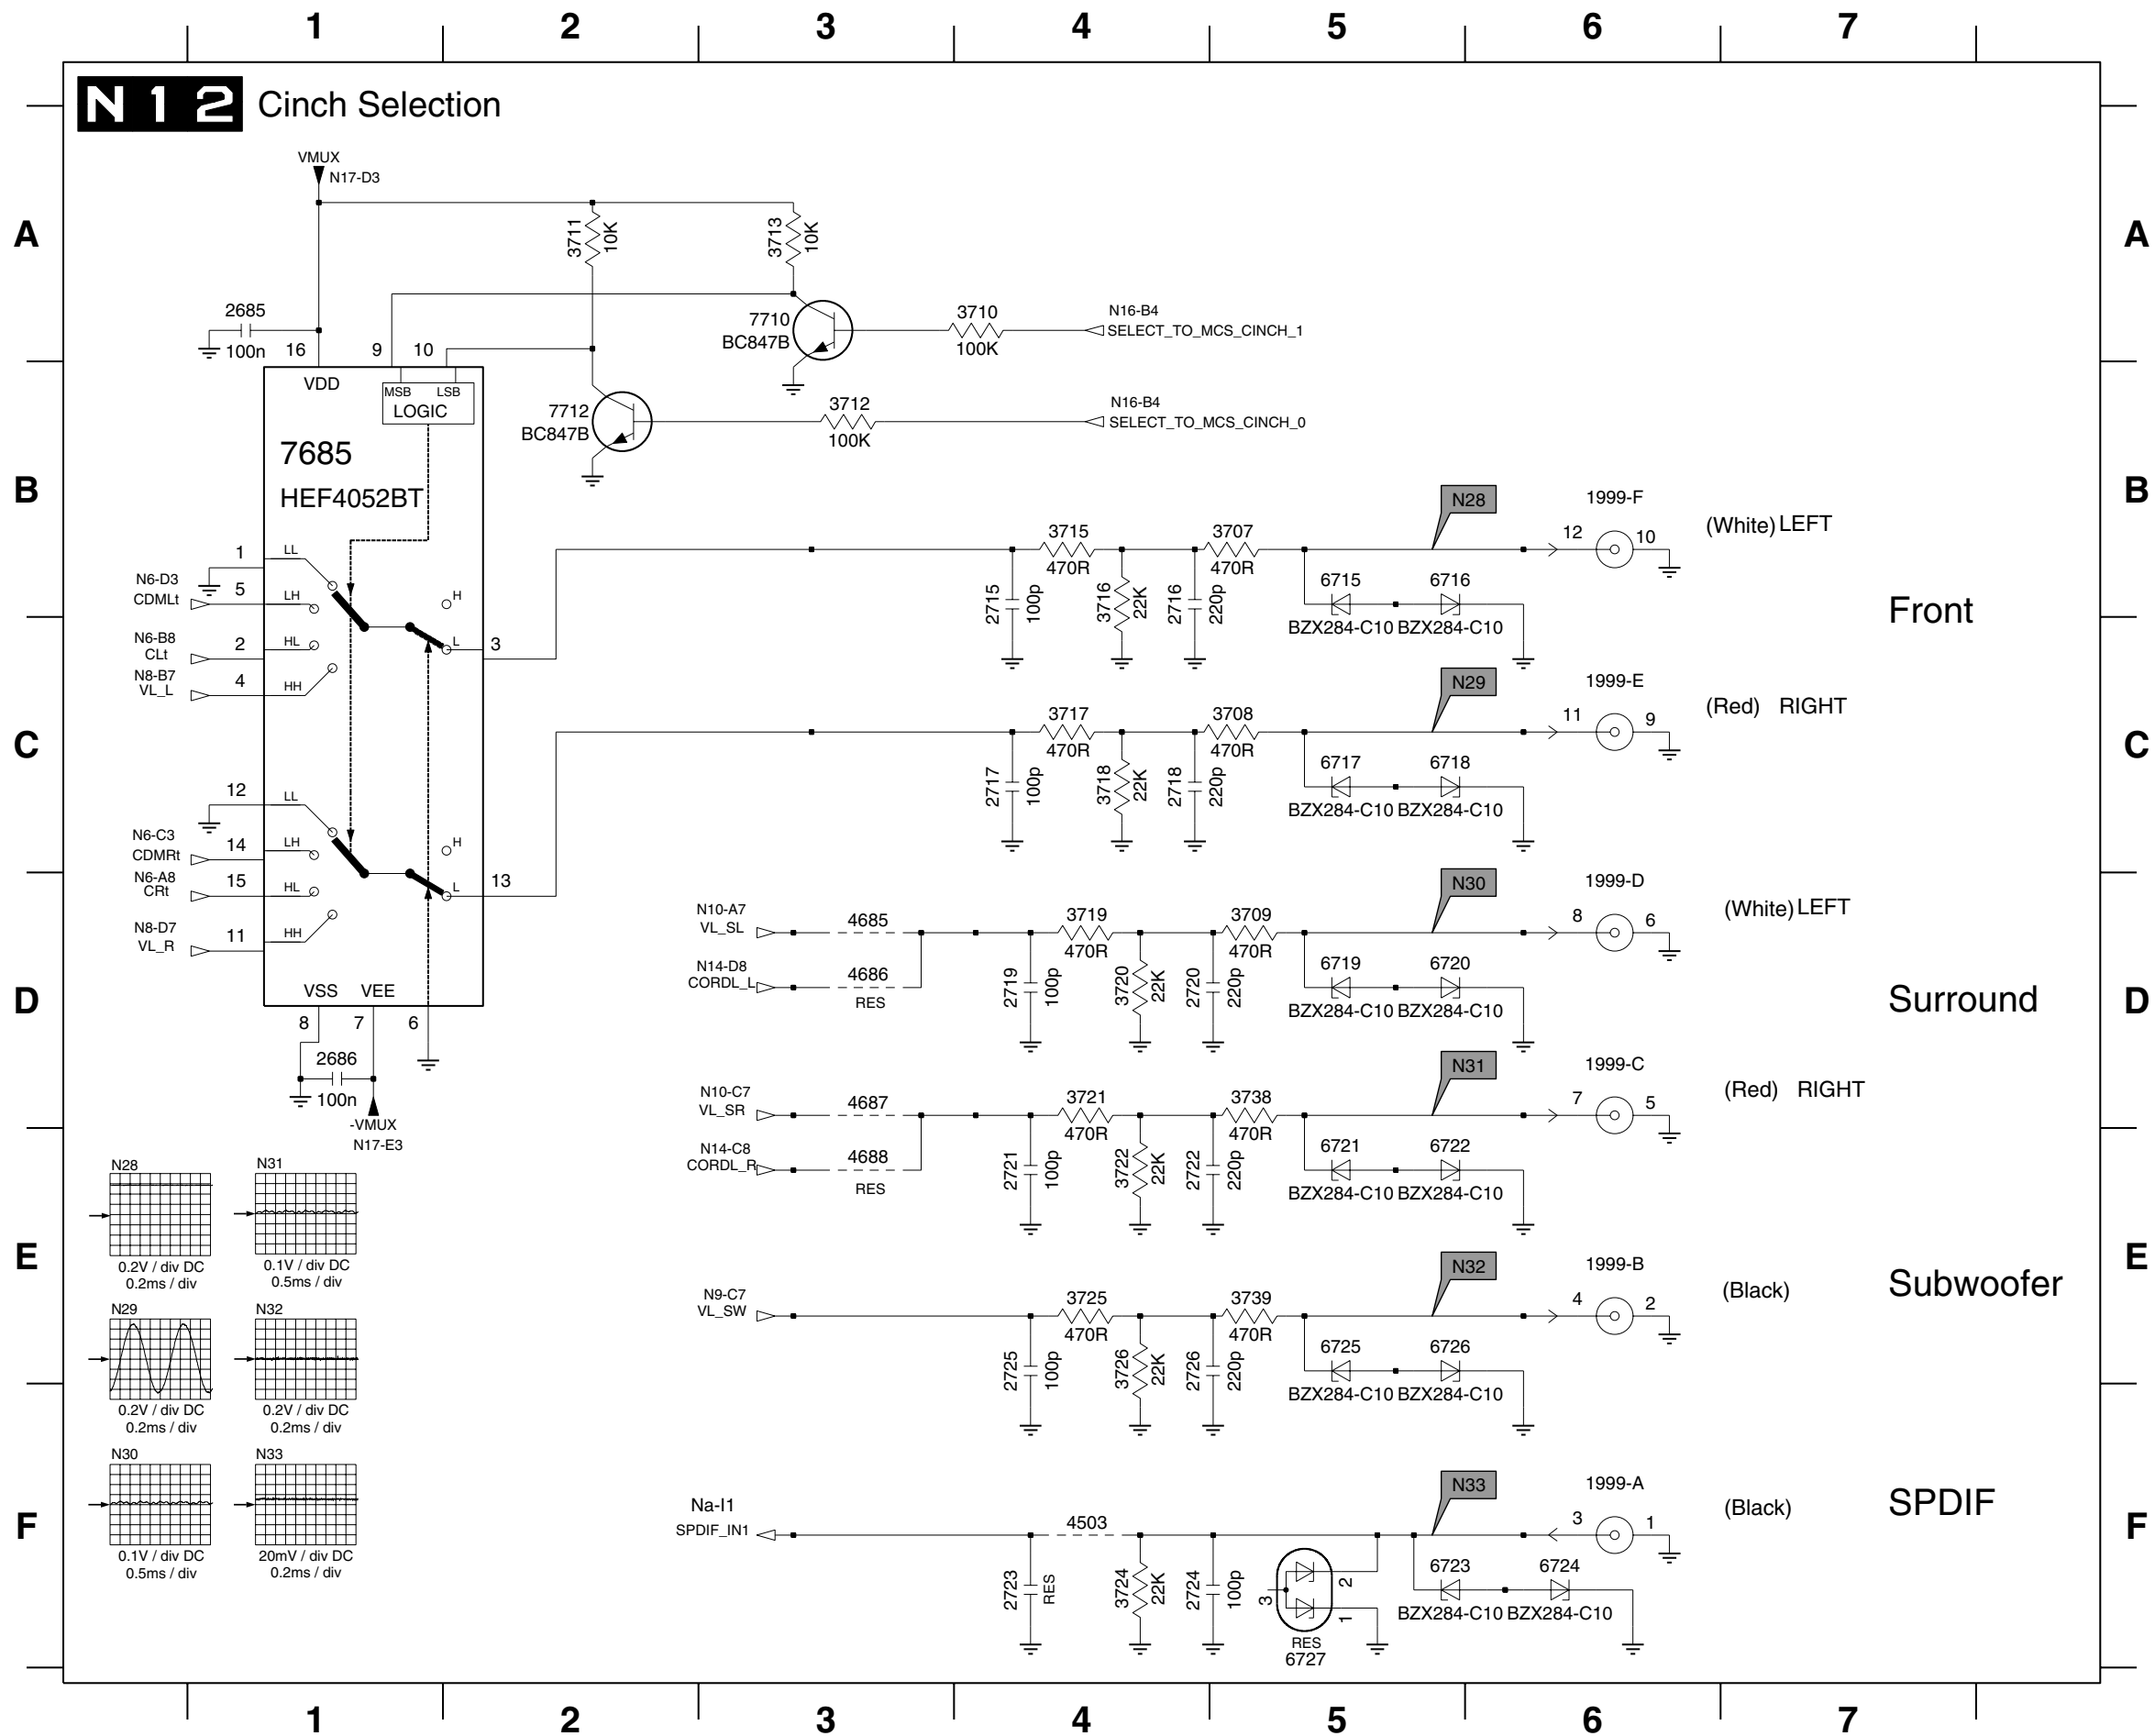 1 2 3 4 5 6 7
N12 Cinch Selection
VMUX
N17-D3
A A
3711 10K
3713 10K
2685
100n
16 9 10
7710
BC847B
3710
100K
N16-B4
SELECT_TO_MCS_CINCH_1
VDD
MSB LSB
LOGIC
7712
BC847B
3712
100K
N16-B4
SELECT_TO_MCS_CINCH_0
7685
HEF4052BT
B B
1 LL
N6-D3
CDMLt
5 LH
H
N6-B8
CLt
2 HL
L 3
N8-B7
VL_L
4 HH
3715
470R
3707
470R
N28
1999-F
12 10
(White) LEFT
2715 100p
3716 22K
2716 220p
6715 6716
BZX284-C10 BZX284-C10
Front
C C
3717
470R
3708
470R
N29
1999-E
11 9
(Red) RIGHT
2717 100p
3718 22K
2718 220p
6717 6718
BZX284-C10 BZX284-C10
12 LL
N6-C3
CDMRt
14 LH
H
N6-A8
CRt
15 HL
L 13
N8-D7
VL_R
11 HH
VSS VEE
8 7 6
2686
100n
-VMUX
N17-E3
D D
N10-A7
VL_SL
4685
N14-D8
CORDL_L
4686
RES
3719
470R
3709
470R
N30
1999-D
8 6
(White) LEFT
2719 100p
3720 22K
2720 220p
6719 6720
BZX284-C10 BZX284-C10
Surround
N10-C7
VL_SR
4687
N14-C8
CORDL_R
4688
RES
3721
470R
3738
470R
N31
1999-C
7 5
(Red) RIGHT
2721 100p
3722 22K
2722 220p
6721 6722
BZX284-C10 BZX284-C10
E E
N28
0.2V / div DC
0.2ms / div
N31
0.1V / div DC
0.5ms / div
N29
0.2V / div DC
0.2ms / div
N32
0.2V / div DC
0.2ms / div
N30
0.1V / div DC
0.5ms / div
N33
20mV / div DC
0.2ms / div
N9-C7
VL_SW
3725
470R
3739
470R
N32
1999-B
4 2
(Black)
Subwoofer
2725 100p
3726 22K
2726 220p
6725 6726
BZX284-C10 BZX284-C10
F F
Na-I1
SPDIF_IN1
4503
N33
1999-A
3 1
(Black)
SPDIF
2723 RES
3724 22K
2724 100p
3 2 1
RES
6727
6723 6724
BZX284-C10 BZX284-C10
1 2 3 4 5 6 7